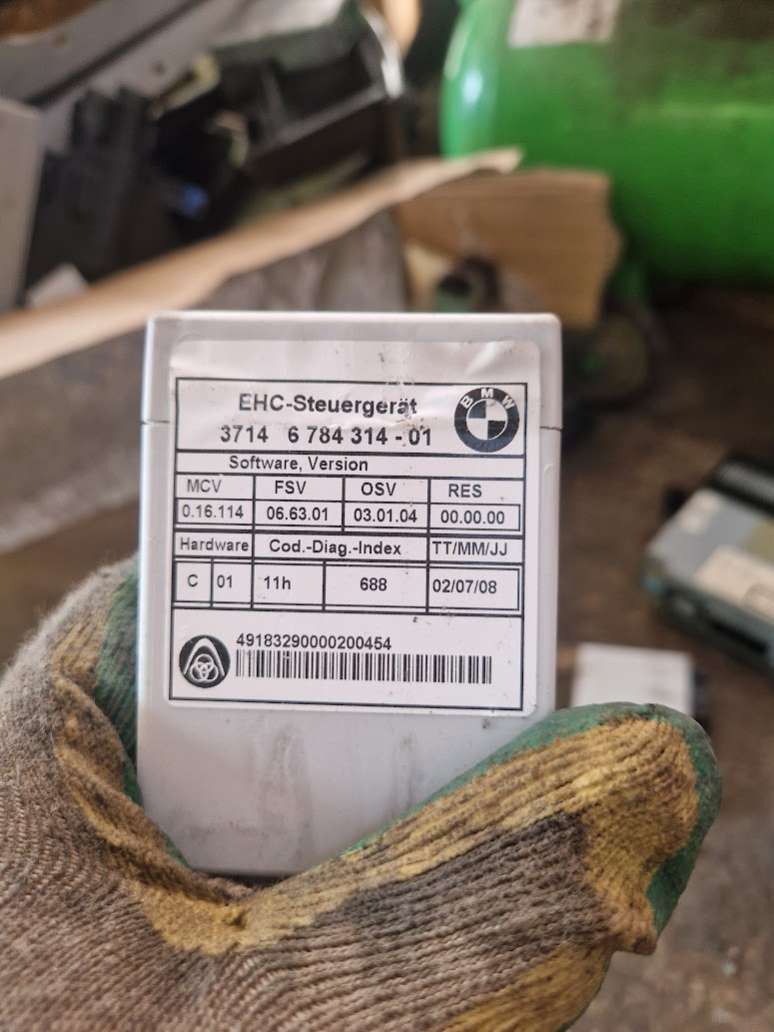 EHC-Steuergerät
BMW
3714 6 784 314 - 01
Software, Version
MCV FSV OSV RES
0.16.114 06.63.01 03.01.04 00.00.00
Hardware Cod.-Diag.-Index TT/MM/JJ
C 01 11h 688 02/07/08
49183290000200454